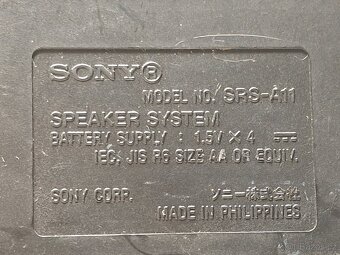 SONY®
MODEL NO. SRS-A11
SPEAKER SYSTEM
BATTERY SUPPLY : 1.5V × 4 ⎓
IEC, JIS R6 SIZE AA OR EQUIV.
SONY CORP. ソニー株式会社
MADE IN PHILIPPINES